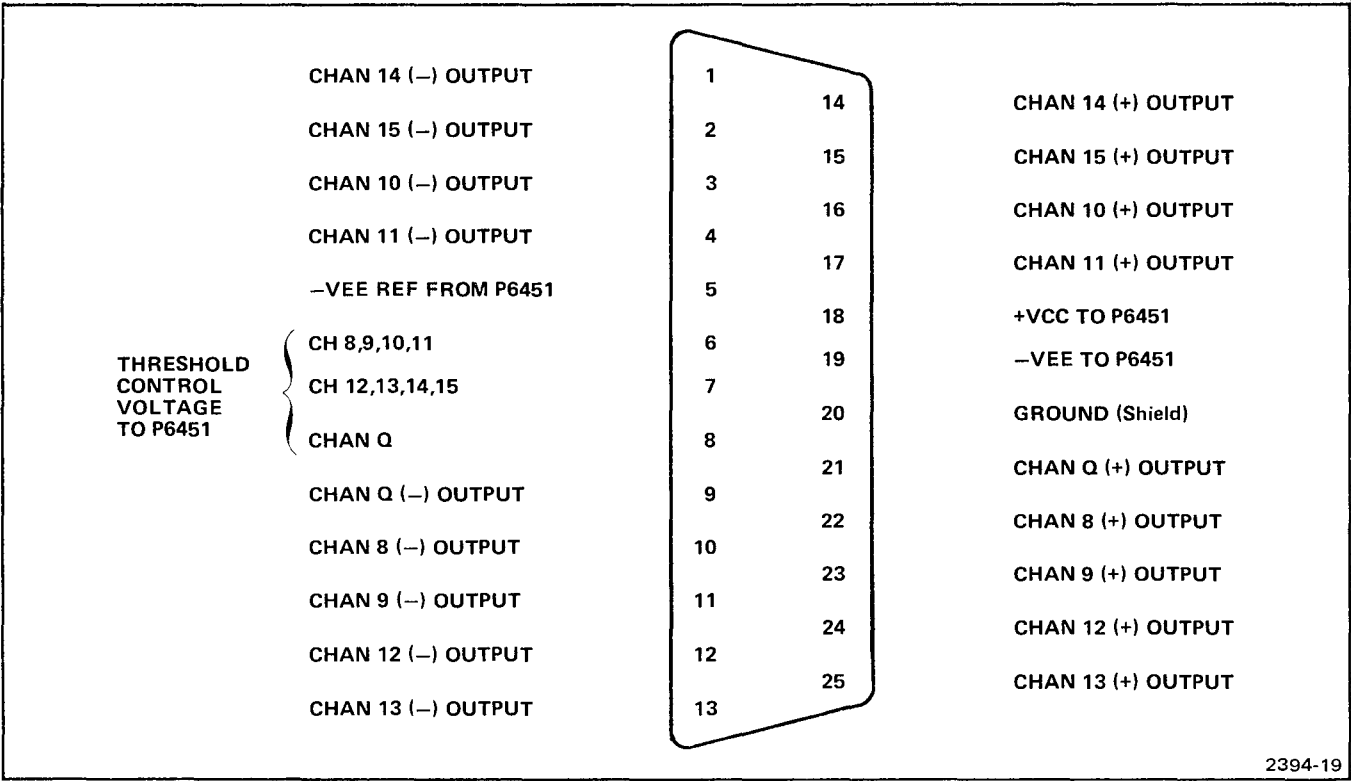 CHAN 14 (—) OUTPUT 1
14 CHAN 14 (+) OUTPUT
CHAN 15 (—) OUTPUT 2
15 CHAN 15 (+) OUTPUT
CHAN 10 (—) OUTPUT 3
16 CHAN 10 (+) OUTPUT
CHAN 11 (—) OUTPUT 4
17 CHAN 11 (+) OUTPUT
—VEE REF FROM P6451 5
18 +VCC TO P6451
THRESHOLD
CONTROL
VOLTAGE
TO P6451
CH 8,9,10,11 6
19 —VEE TO P6451
CH 12,13,14,15 7
20 GROUND (Shield)
CHAN Q 8
21 CHAN Q (+) OUTPUT
CHAN Q (—) OUTPUT 9
22 CHAN 8 (+) OUTPUT
CHAN 8 (—) OUTPUT 10
23 CHAN 9 (+) OUTPUT
CHAN 9 (—) OUTPUT 11
24 CHAN 12 (+) OUTPUT
CHAN 12 (—) OUTPUT 12
25 CHAN 13 (+) OUTPUT
CHAN 13 (—) OUTPUT 13
2394-19